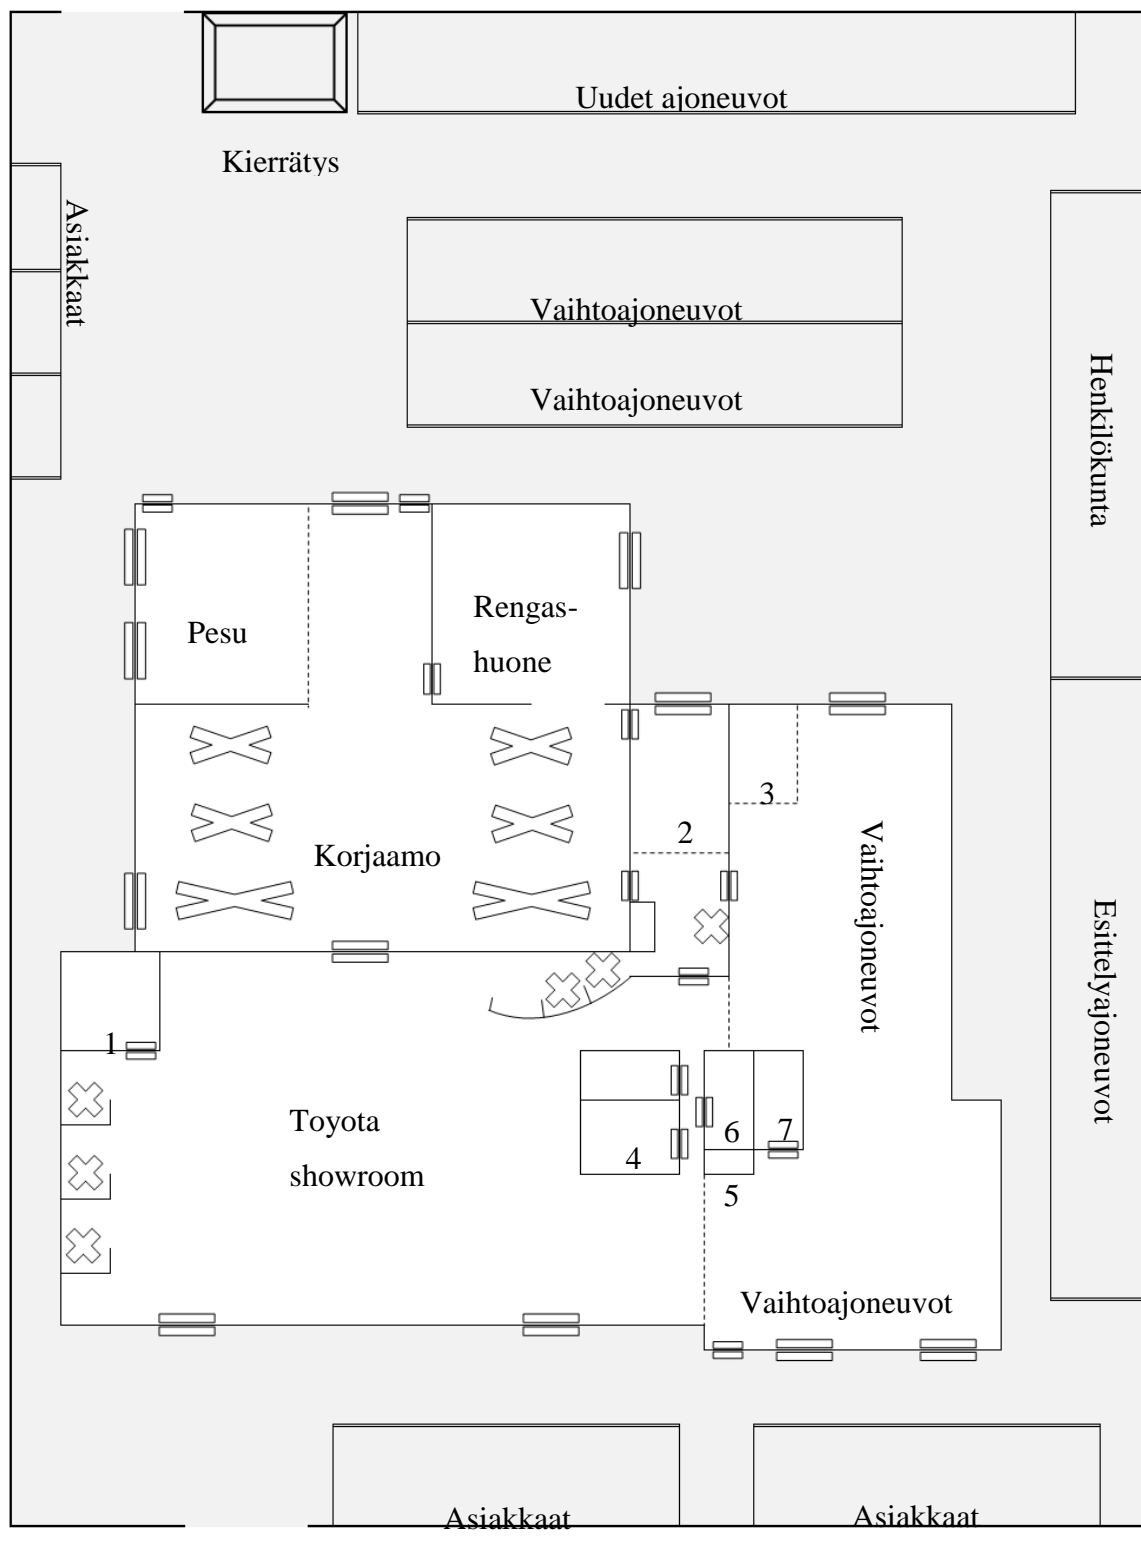 Uudet ajoneuvot
Kierrätys
Asiakkaat
Vaihtoajoneuvot
Vaihtoajoneuvot
Henkilökunta
Rengas-
huone
Pesu
3
2
Korjaamo
Vaihtoajoneuvot
Esittelyajoneuvot
1
Toyota
showroom
4
6
7
5
Vaihtoajoneuvot
Asiakkaat
Asiakkaat